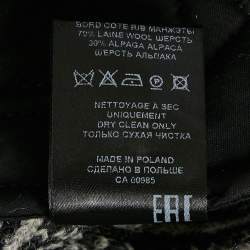 BORD COTE RIB МАНЖЕТЫ
70% LAINE WOOL ШЕРСТЬ
30% ALPAGA ALPACA
ШЕРСТЬ АЛЬПАКА
NETTOYAGE A SEC
UNIQUEMENT
DRY CLEAN ONLY
ТОЛЬКО СУХАЯ ЧИСТКА
MADE IN POLAND
СДЕЛАНО В ПОЛЬШЕ
CA 00985
EAC